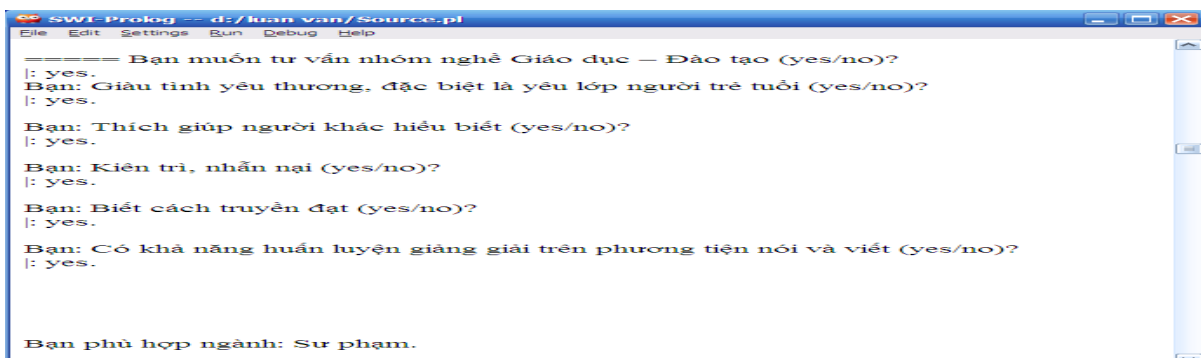 SWI-Prolog -- d:/luan van/Source.pl
File Edit Settings Run Debug Help
===== Bạn muốn tư vấn nhóm nghề Giáo dục – Đào tạo (yes/no)?
|: yes.
Bạn: Giàu tình yêu thương, đặc biệt là yêu lớp người trẻ tuổi (yes/no)?
|: yes.
Bạn: Thích giúp người khác hiểu biết (yes/no)?
|: yes.
Bạn: Kiên trì, nhẫn nại (yes/no)?
|: yes.
Bạn: Biết cách truyền đạt (yes/no)?
|: yes.
Bạn: Có khả năng huấn luyện giảng giải trên phương tiện nói và viết (yes/no)?
|: yes.
Bạn phù hợp ngành: Sư phạm.